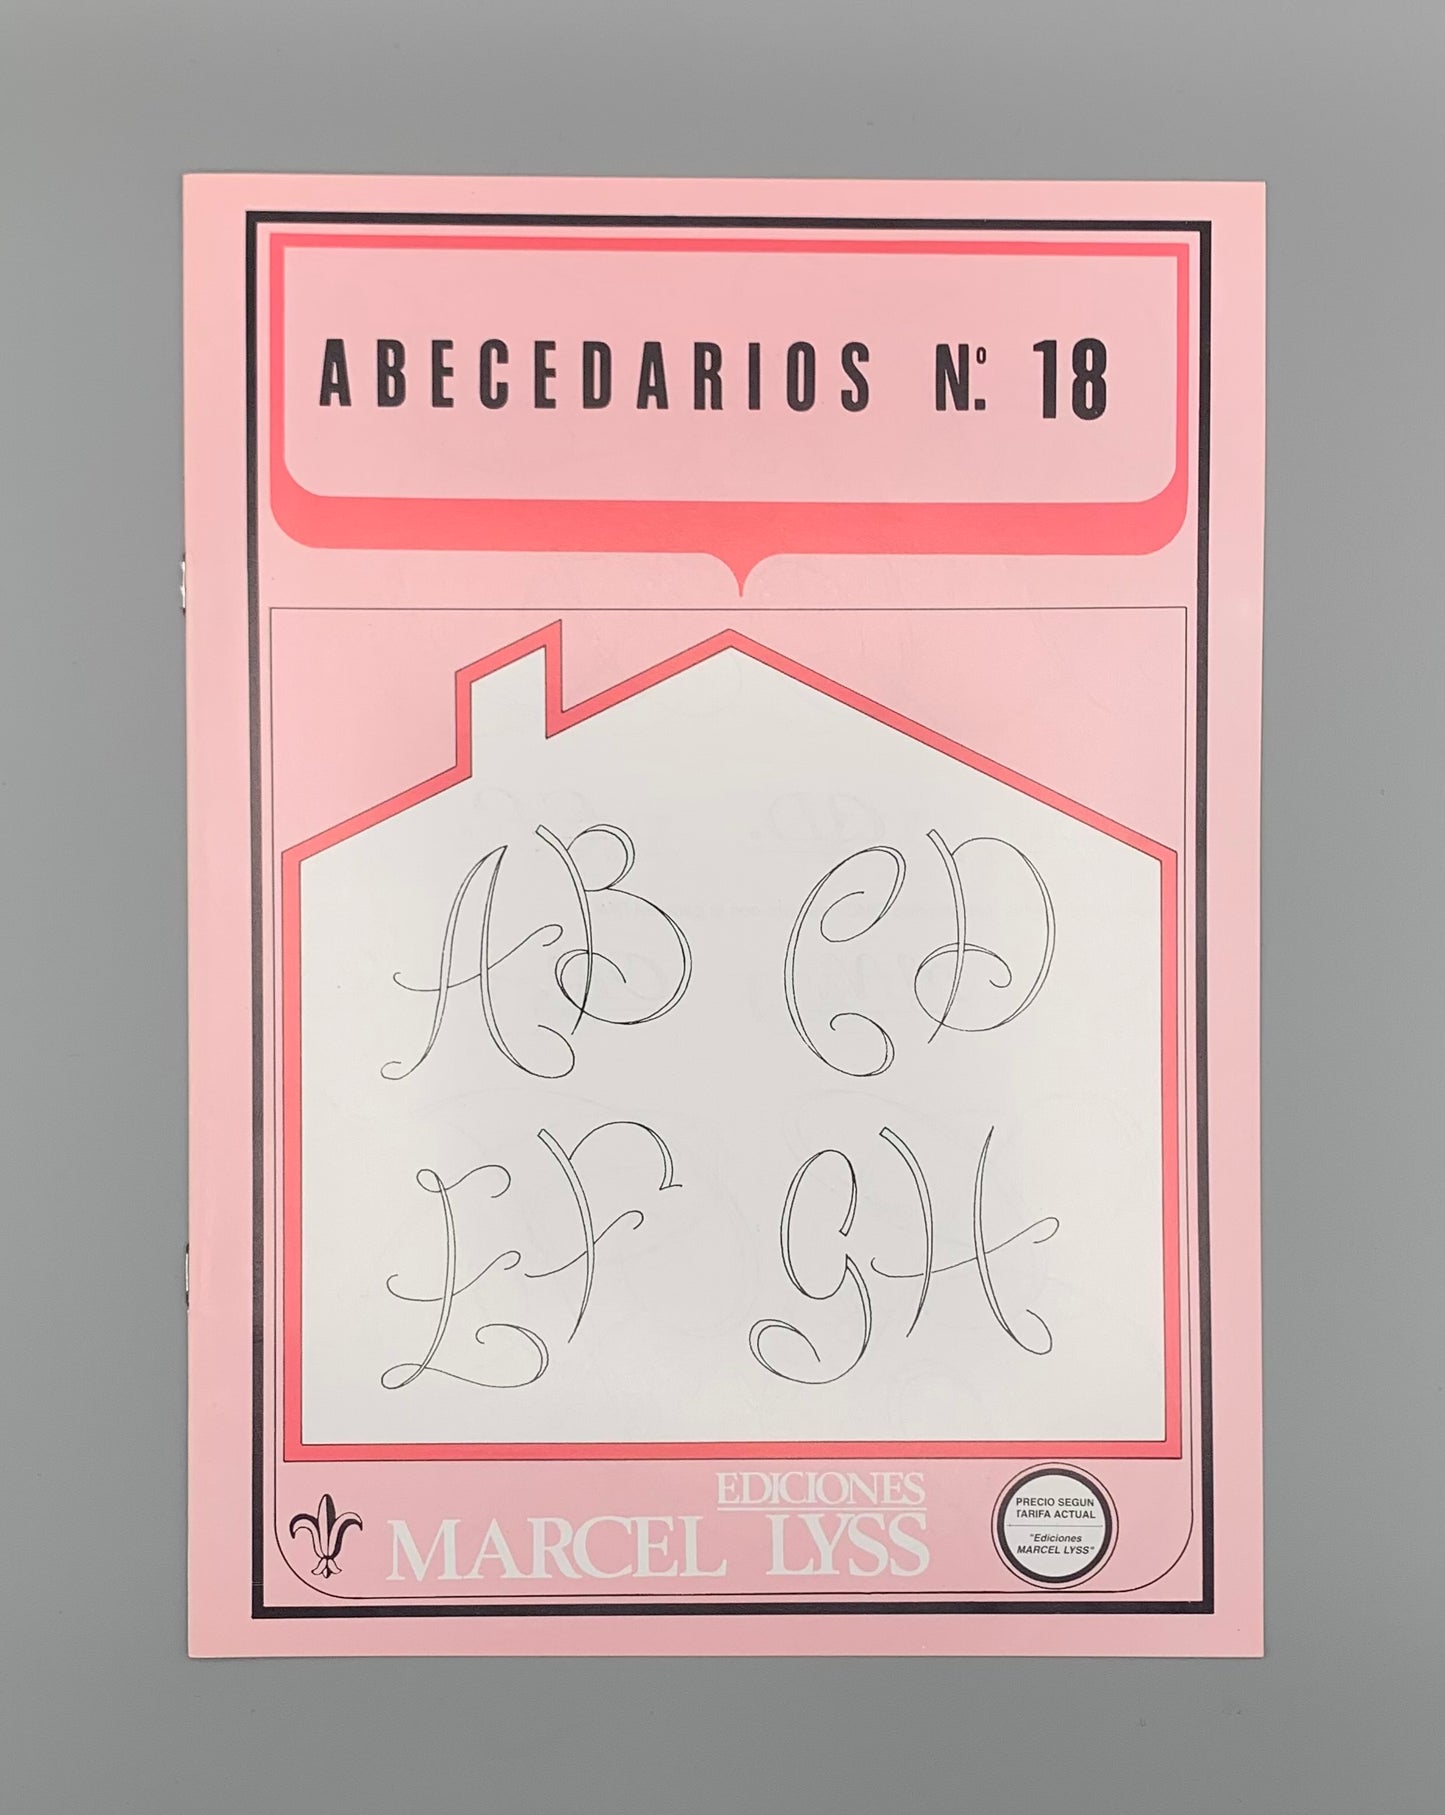 ABECEDARIOS Nº. 18
AB CD
EF GH
EDICIONES
MARCEL LYSS
PRECIO SEGUN
TARIFA ACTUAL
"Ediciones
MARCEL LYSS"